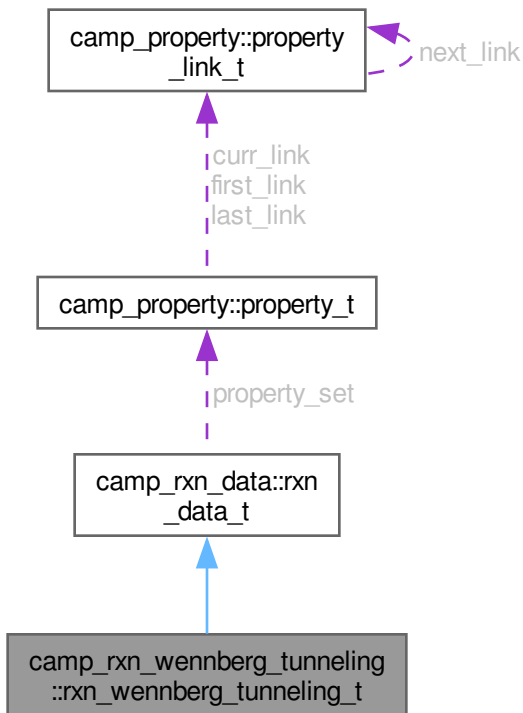 camp_property::property
_link_t
next_link
curr_link
first_link
last_link
camp_property::property_t
property_set
camp_rxn_data::rxn
_data_t
camp_rxn_wennberg_tunneling
::rxn_wennberg_tunneling_t